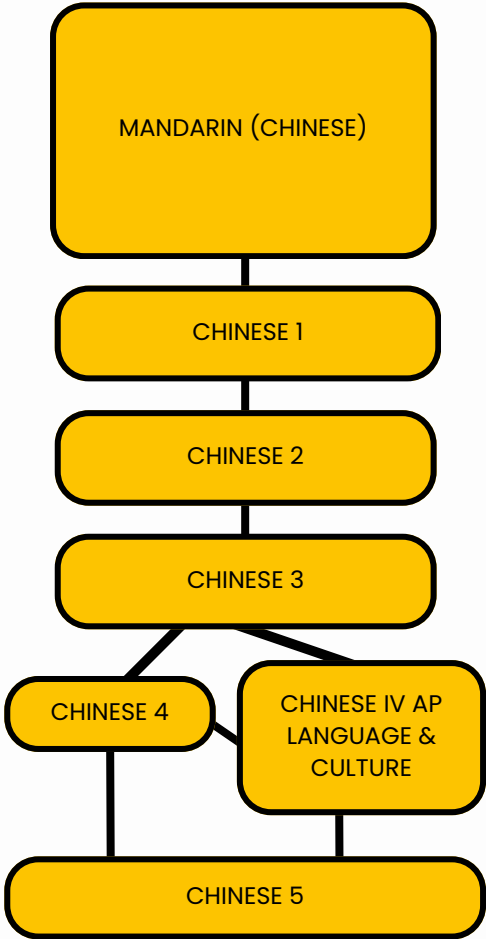 MANDARIN (CHINESE)
CHINESE 1
CHINESE 2
CHINESE 3
CHINESE 4
CHINESE IV AP
LANGUAGE &
CULTURE
CHINESE 5